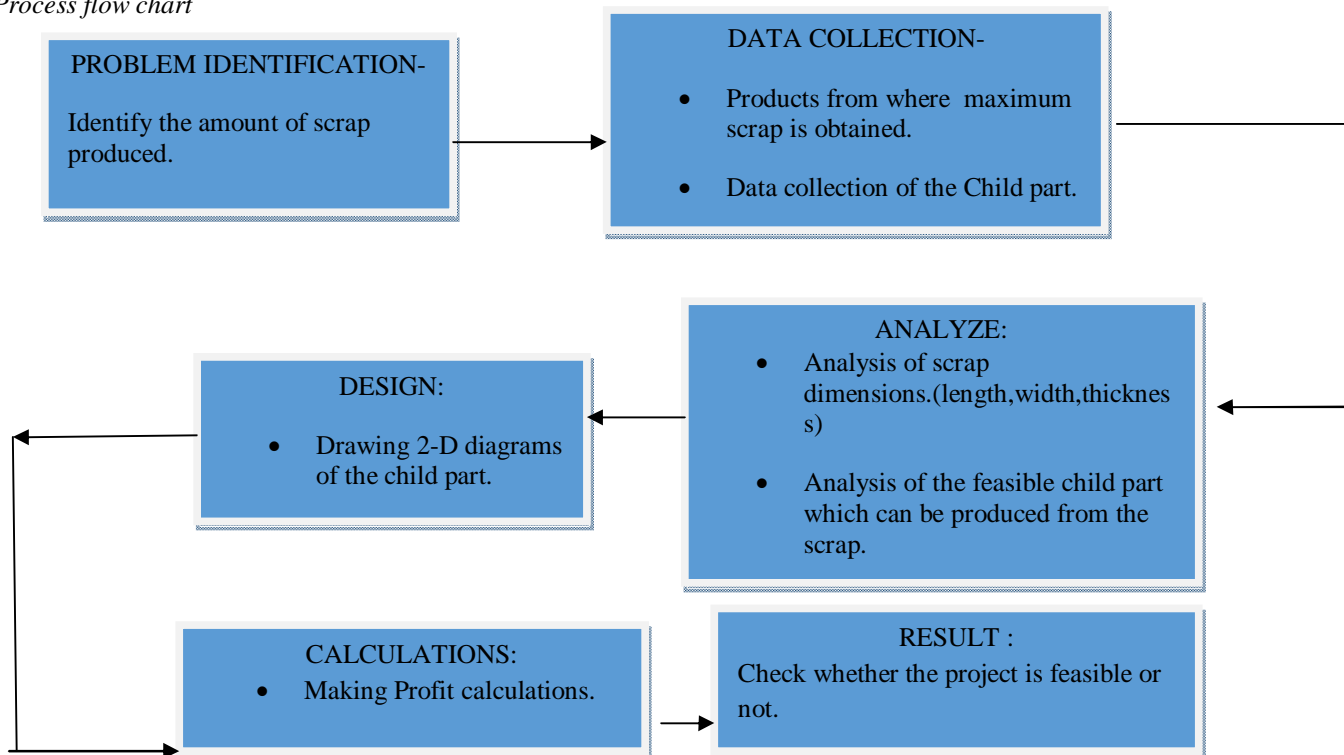 Process flow chart
PROBLEM IDENTIFICATION-
Identify the amount of scrap
produced.
DATA COLLECTION-
• Products from where maximum
scrap is obtained.
• Data collection of the Child part.
ANALYZE:
• Analysis of scrap
dimensions.(length,width,thicknes
s)
• Analysis of the feasible child part
which can be produced from the
scrap.
DESIGN:
• Drawing 2-D diagrams
of the child part.
CALCULATIONS:
• Making Profit calculations.
RESULT :
Check whether the project is feasible or
not.